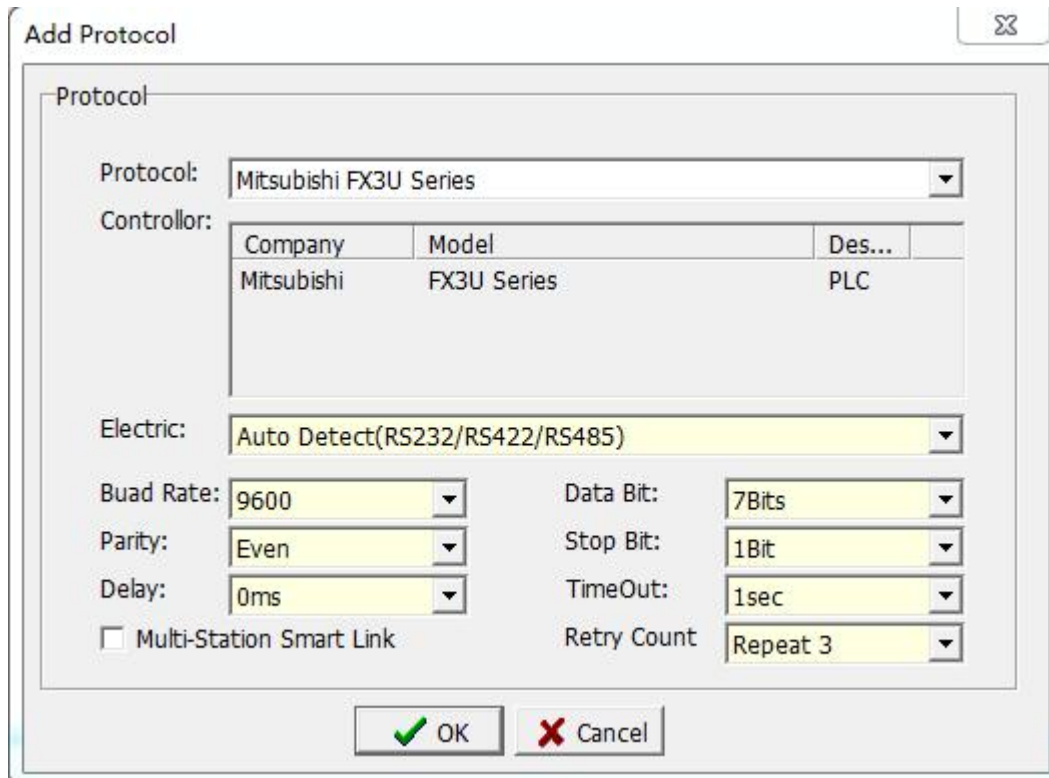 Add Protocol
Protocol
Protocol: Mitsubishi FX3U Series
Controllor:
Company Model Des...
Mitsubishi FX3U Series PLC
Electric: Auto Detect(RS232/RS422/RS485)
Buad Rate: 9600 Data Bit: 7Bits
Parity: Even Stop Bit: 1Bit
Delay: 0ms TimeOut: 1sec
Multi-Station Smart Link Retry Count Repeat 3
OK Cancel